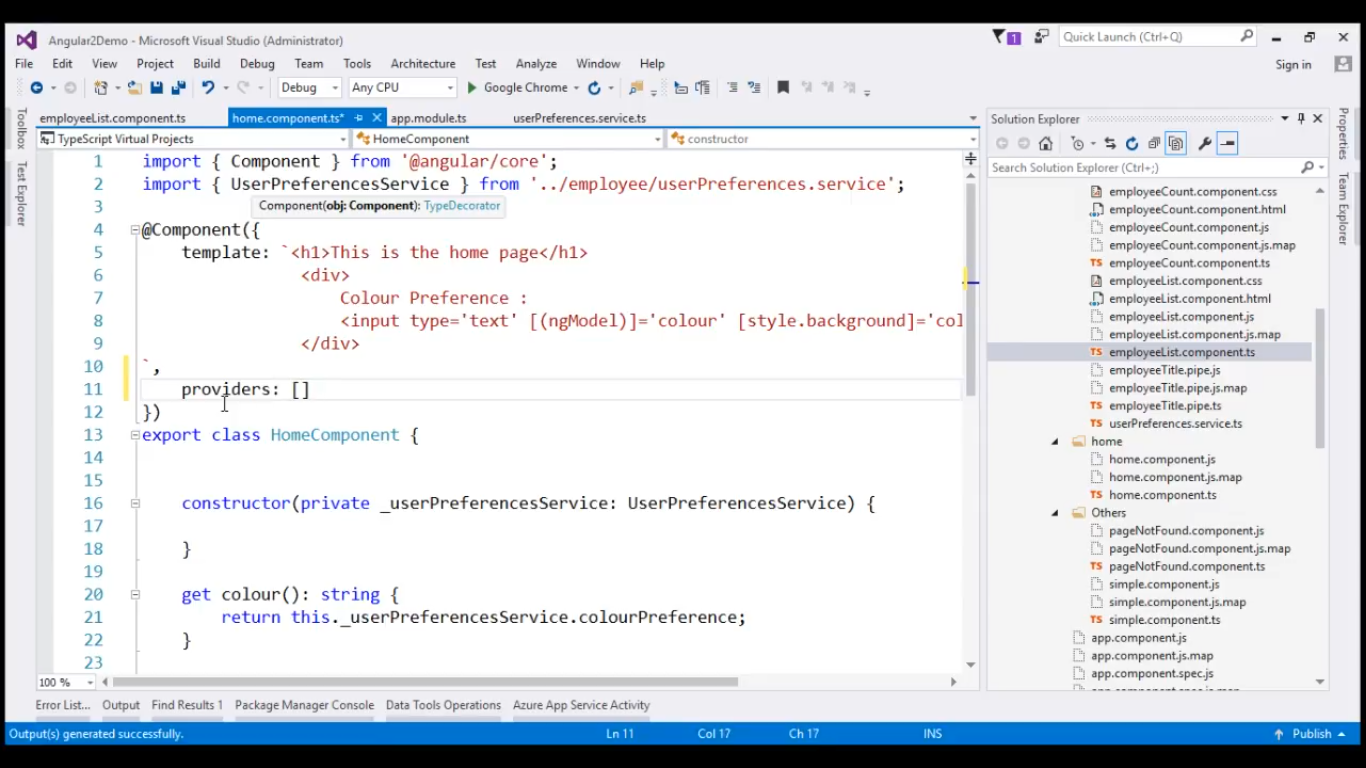 Angular2Demo - Microsoft Visual Studio (Administrator)
1
Quick Launch (Ctrl+Q)
File Edit View Project Build Debug Team Tools Architecture Test Analyze Window Help
Sign in
Debug Any CPU Google Chrome
Toolbox
Test Explorer
employeeList.component.ts home.component.ts* app.module.ts userPreferences.service.ts
TypeScript Virtual Projects HomeComponent constructor
1 import { Component } from '@angular/core';
2 import { UserPreferencesService } from '../employee/userPreferences.service';
3
Component(obj: Component): TypeDecorator
4 @Component({
5 template: `<h1>This is the home page</h1>
6 <div>
7 Colour Preference :
8 <input type='text' [(ngModel)]='colour' [style.background]='col
9 </div>
10 `,
11 providers: []
12 })
13 export class HomeComponent {
14
15
16 constructor(private _userPreferencesService: UserPreferencesService) {
17
18 }
19
20 get colour(): string {
21 return this._userPreferencesService.colourPreference;
22 }
23
100 %
Solution Explorer
Search Solution Explorer (Ctrl+;)
employeeCount.component.css
employeeCount.component.html
employeeCount.component.js
employeeCount.component.js.map
TS employeeCount.component.ts
employeeList.component.css
employeeList.component.html
employeeList.component.js
employeeList.component.js.map
TS employeeList.component.ts
employeeTitle.pipe.js
employeeTitle.pipe.js.map
TS employeeTitle.pipe.ts
TS userPreferences.service.ts
home
home.component.js
home.component.js.map
TS home.component.ts
Others
pageNotFound.component.js
pageNotFound.component.js.map
TS pageNotFound.component.ts
simple.component.js
simple.component.js.map
TS simple.component.ts
app.component.js
app.component.js.map
app.component.spec.js
Properties
Team Explorer
Error List... Output Find Results 1 Package Manager Console Data Tools Operations Azure App Service Activity
Output(s) generated successfully. Ln 11 Col 17 Ch 17 INS Publish